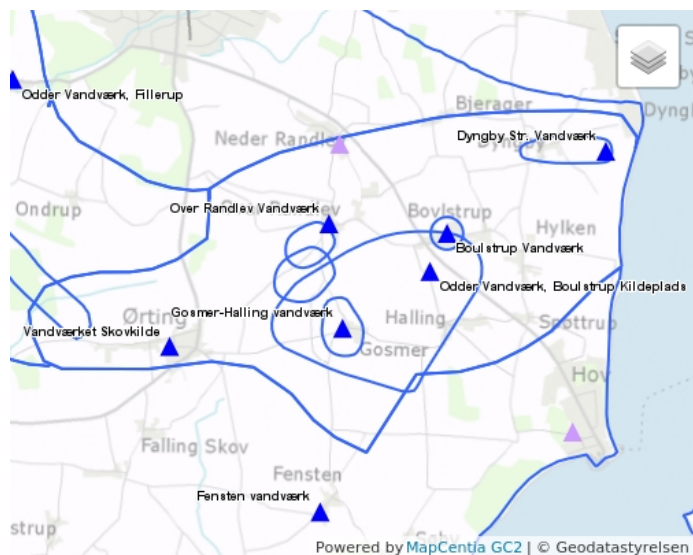 Odder Vandværk, Fillerup
Bjerager
Dyngby Str. Vandværk
Dyngby
Neder Randlev
Ondrup
Over Randlev Vandværk
Bovlstrup
Hylken
Boulstrup Vandværk
Odder Vandværk, Boulstrup Kildeplads
Ørting
Gosmer-Halling vandværk
Halling
Spøttrup
Vandværket Skovkilde
Gosmer
Hov
Falling Skov
Fensten
Fensten vandværk
strup
Powered by MapCentia GC2 | © Geodatastyrelsen